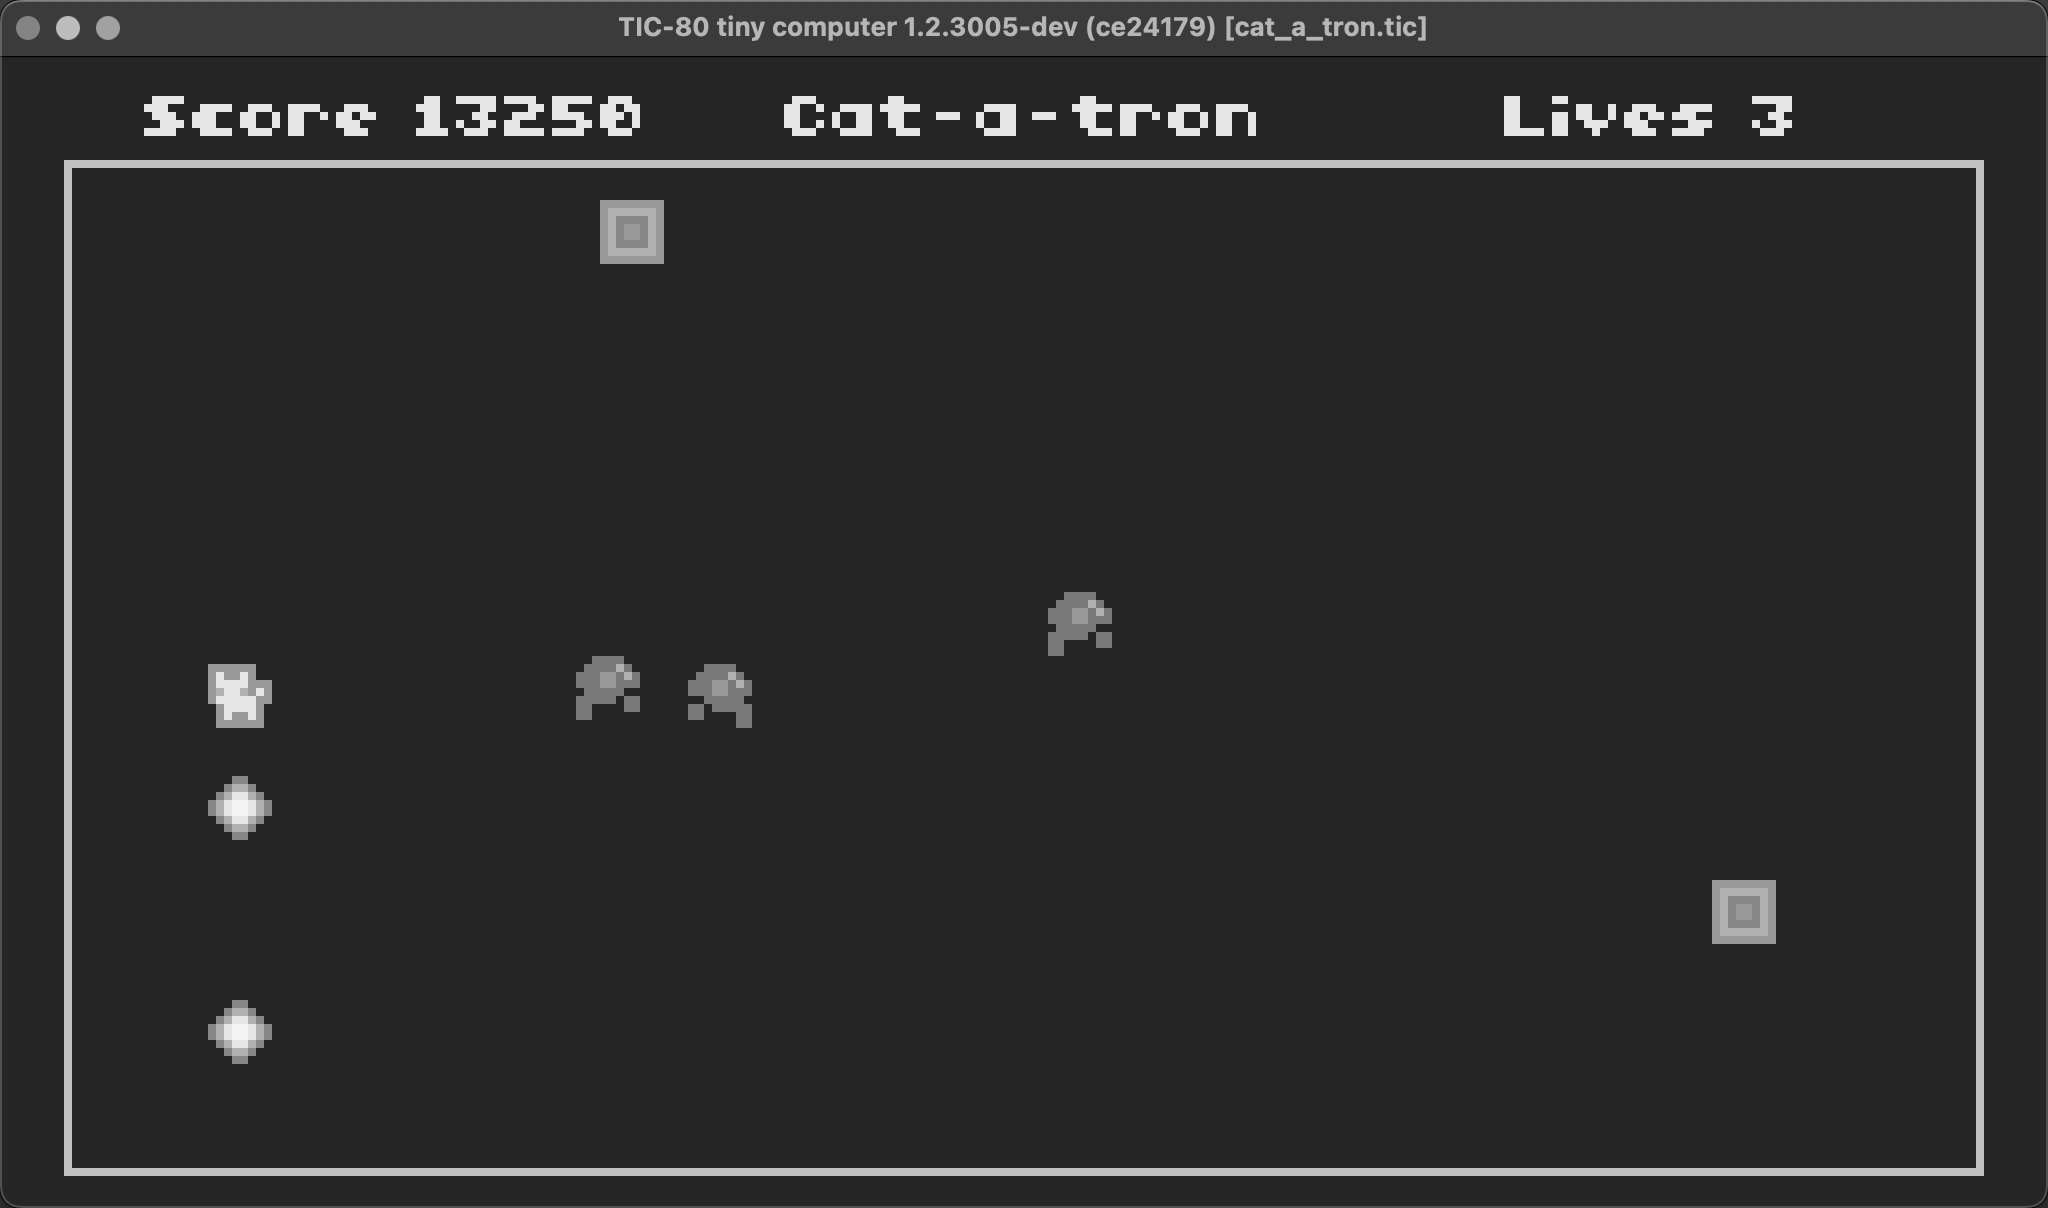 TIC-80 tiny computer 1.2.3005-dev (ce24179) [cat_a_tron.tic]
Score 13250 Cat-a-tron Lives 3